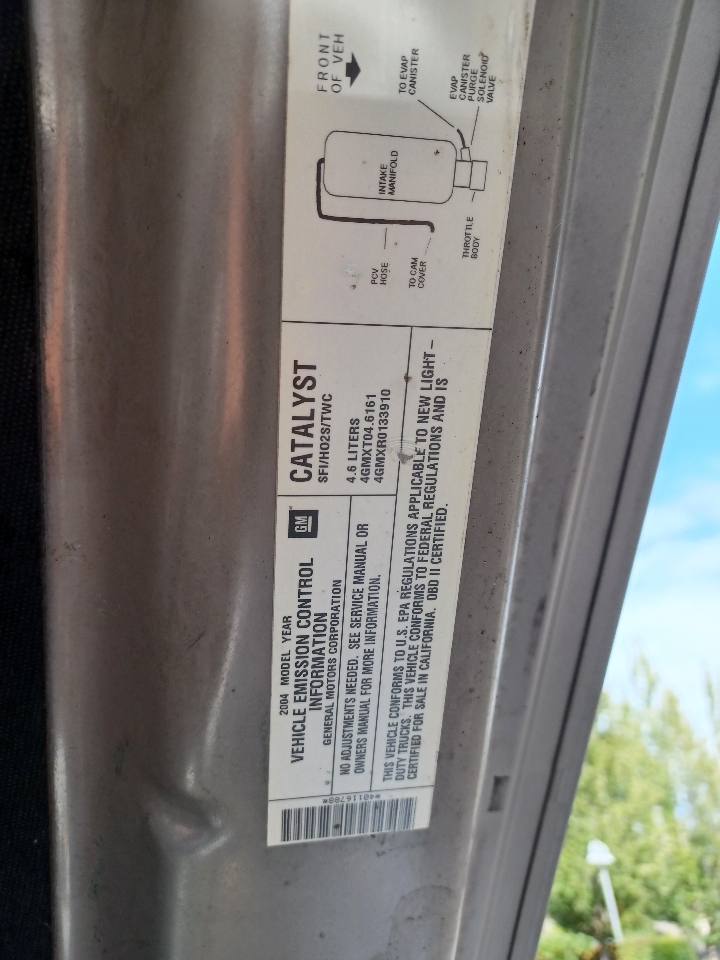 2004 MODEL YEAR
VEHICLE EMISSION CONTROL
INFORMATION
GENERAL MOTORS CORPORATION
GM
NO ADJUSTMENTS NEEDED. SEE SERVICE MANUAL OR
OWNERS MANUAL FOR MORE INFORMATION.
CATALYST
SFI/HO2S/TWC
4.6 LITERS
4GMXT04.6161
4GMXR0133910
THIS VEHICLE CONFORMS TO U.S. EPA REGULATIONS APPLICABLE TO NEW LIGHT-
DUTY TRUCKS. THIS VEHICLE CONFORMS TO FEDERAL REGULATIONS AND IS
CERTIFIED FOR SALE IN CALIFORNIA. OBD II CERTIFIED.
FRONT
OF VEH
TO EVAP
CANISTER
EVAP
CANISTER
PURGE
SOLENOID
VALVE
INTAKE
MANIFOLD
PCV
HOSE
TO CAM
COVER
THROTTLE
BODY